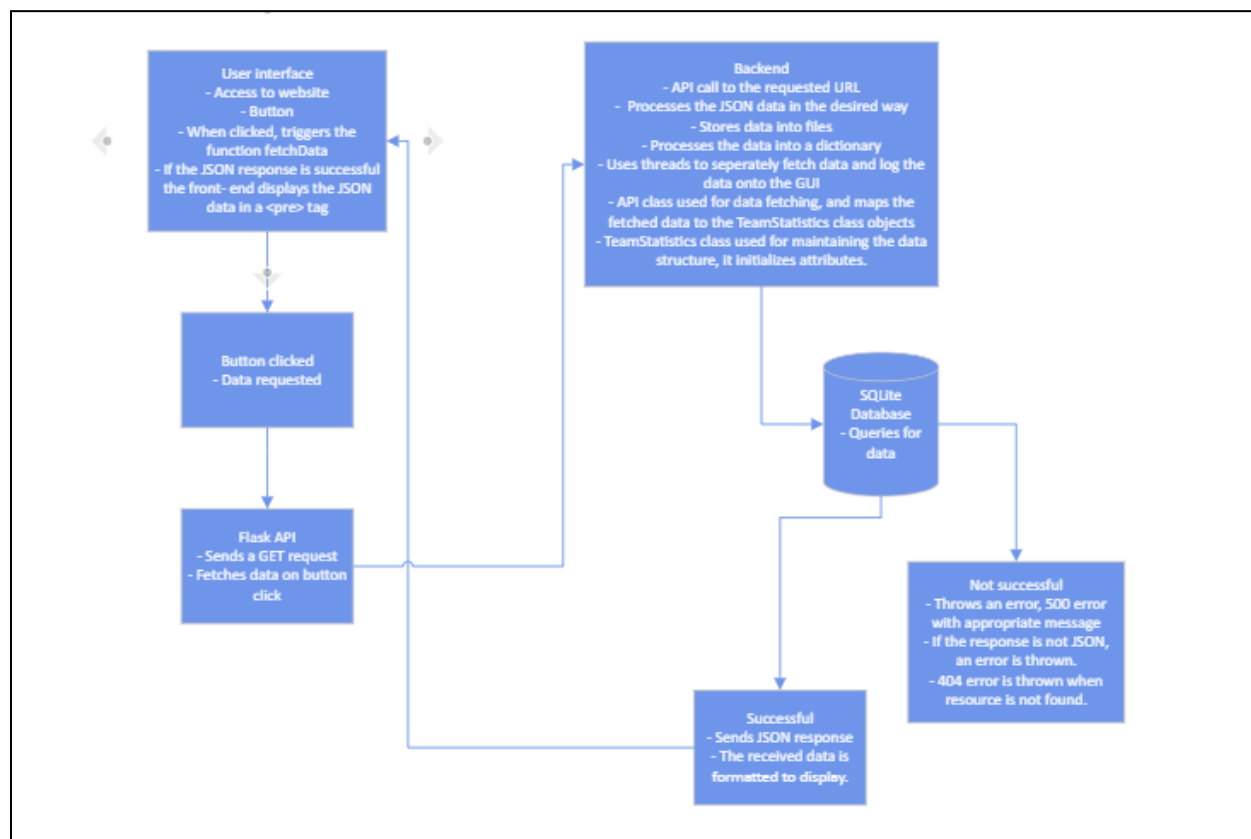 User interface
- Access to website
- Button
- When clicked, triggers the
function fetchData
- If the JSON response is successful
the front- end displays the JSON
data in a <pre> tag
Button clicked
- Data requested
Flask API
- Sends a GET request
- Fetches data on button
click
Backend
- API call to the requested URL
- Processes the JSON data in the desired way
- Stores data into files
- Processes the data into a dictionary
- Uses threads to seperately fetch data and log the
data onto the GUI
- API class used for data fetching, and maps the
fetched data to the TeamStatistics class objects
- TeamStatistics class used for maintaining the data
structure, it initializes attributes.
SQLite
Database
- Queries for
data
Not successful
- Throws an error, 500 error
with appropriate message
- If the response is not JSON,
an error is thrown.
- 404 error is thrown when
resource is not found.
Successful
- Sends JSON response
- The received data is
formatted to display.